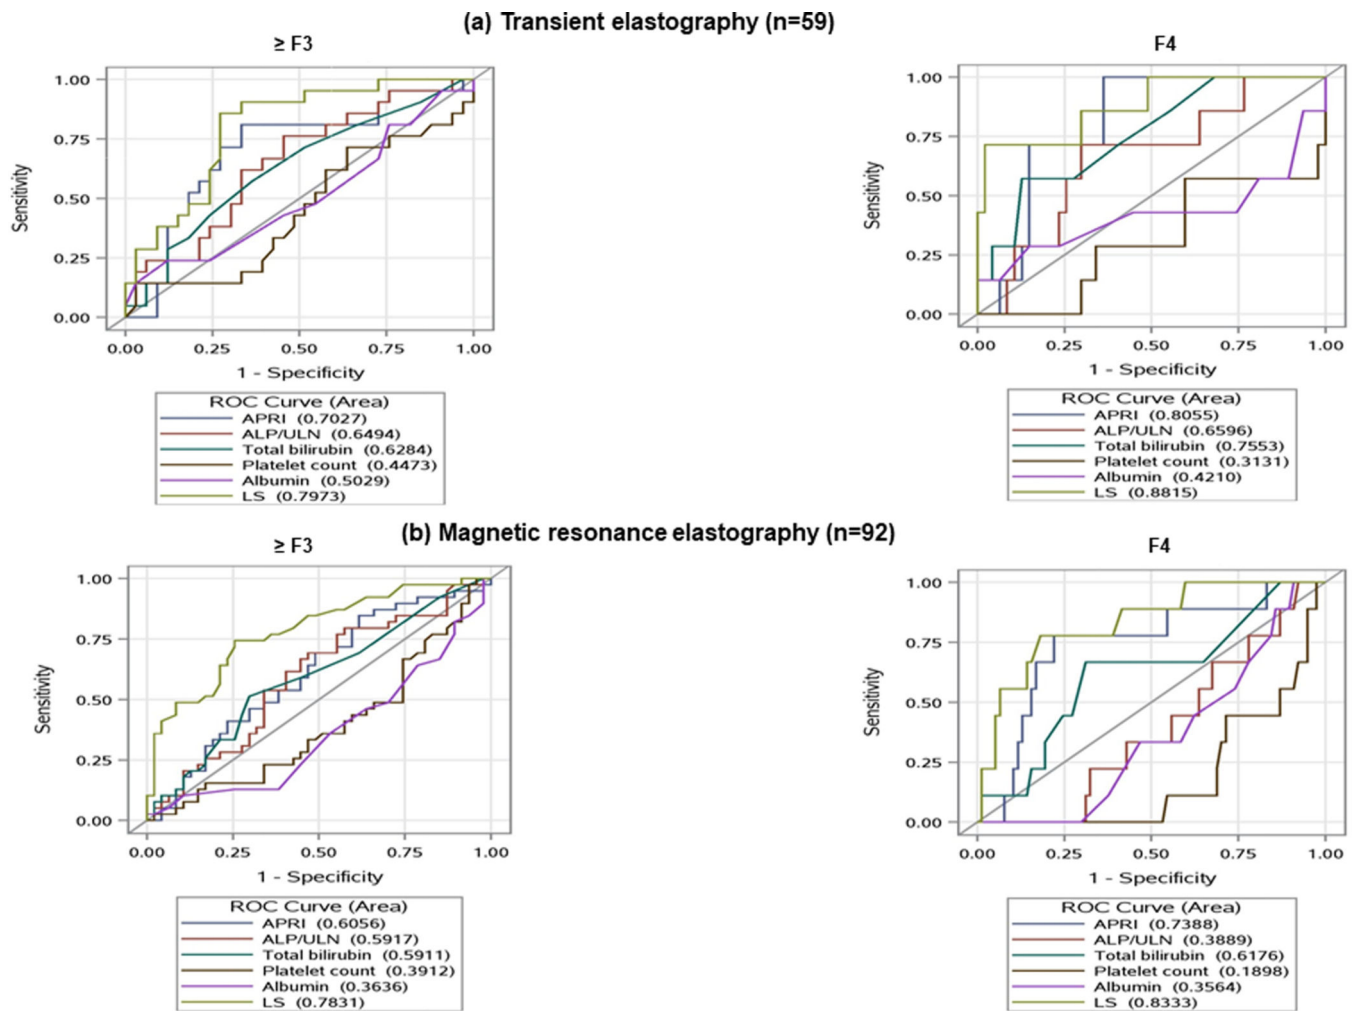 (a) Transient elastography (n=59)
≥ F3
F4
1.00
0.75
0.50
0.25
0.00
Sensitivity
0.00 0.25 0.50 0.75 1.00
1 - Specificity
ROC Curve (Area)
APRI (0.7027)
ALP/ULN (0.6494)
Total bilirubin (0.6284)
Platelet count (0.4473)
Albumin (0.5029)
LS (0.7973)
1.00
0.75
0.50
0.25
0.00
Sensitivity
0.00 0.25 0.50 0.75 1.00
1 - Specificity
ROC Curve (Area)
APRI (0.8055)
ALP/ULN (0.6596)
Total bilirubin (0.7553)
Platelet count (0.3131)
Albumin (0.4210)
LS (0.8815)
(b) Magnetic resonance elastography (n=92)
≥ F3
F4
1.00
0.75
0.50
0.25
0.00
Sensitivity
0.00 0.25 0.50 0.75 1.00
1 - Specificity
ROC Curve (Area)
APRI (0.6056)
ALP/ULN (0.5917)
Total bilirubin (0.5911)
Platelet count (0.3912)
Albumin (0.3636)
LS (0.7831)
1.00
0.75
0.50
0.25
0.00
Sensitivity
0.00 0.25 0.50 0.75 1.00
1 - Specificity
ROC Curve (Area)
APRI (0.7388)
ALP/ULN (0.3889)
Total bilirubin (0.6176)
Platelet count (0.1898)
Albumin (0.3564)
LS (0.8333)